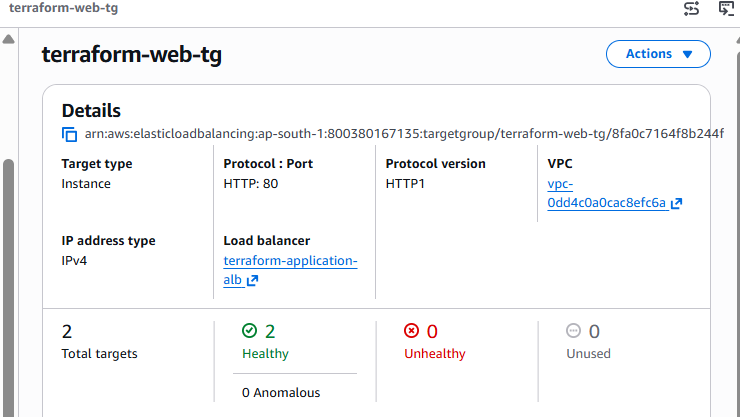 terraform-web-tg
terraform-web-tg
Actions
Details
arn:aws:elasticloadbalancing:ap-south-1:800380167135:targetgroup/terraform-web-tg/8fa0c7164f8b244f
Target type
Instance
Protocol : Port
HTTP: 80
Protocol version
HTTP1
VPC
vpc-
0dd4c0a0cac8efc6a
IP address type
IPv4
Load balancer
terraform-application-
alb
2
Total targets
2
Healthy
0 Anomalous
0
Unhealthy
0
Unused